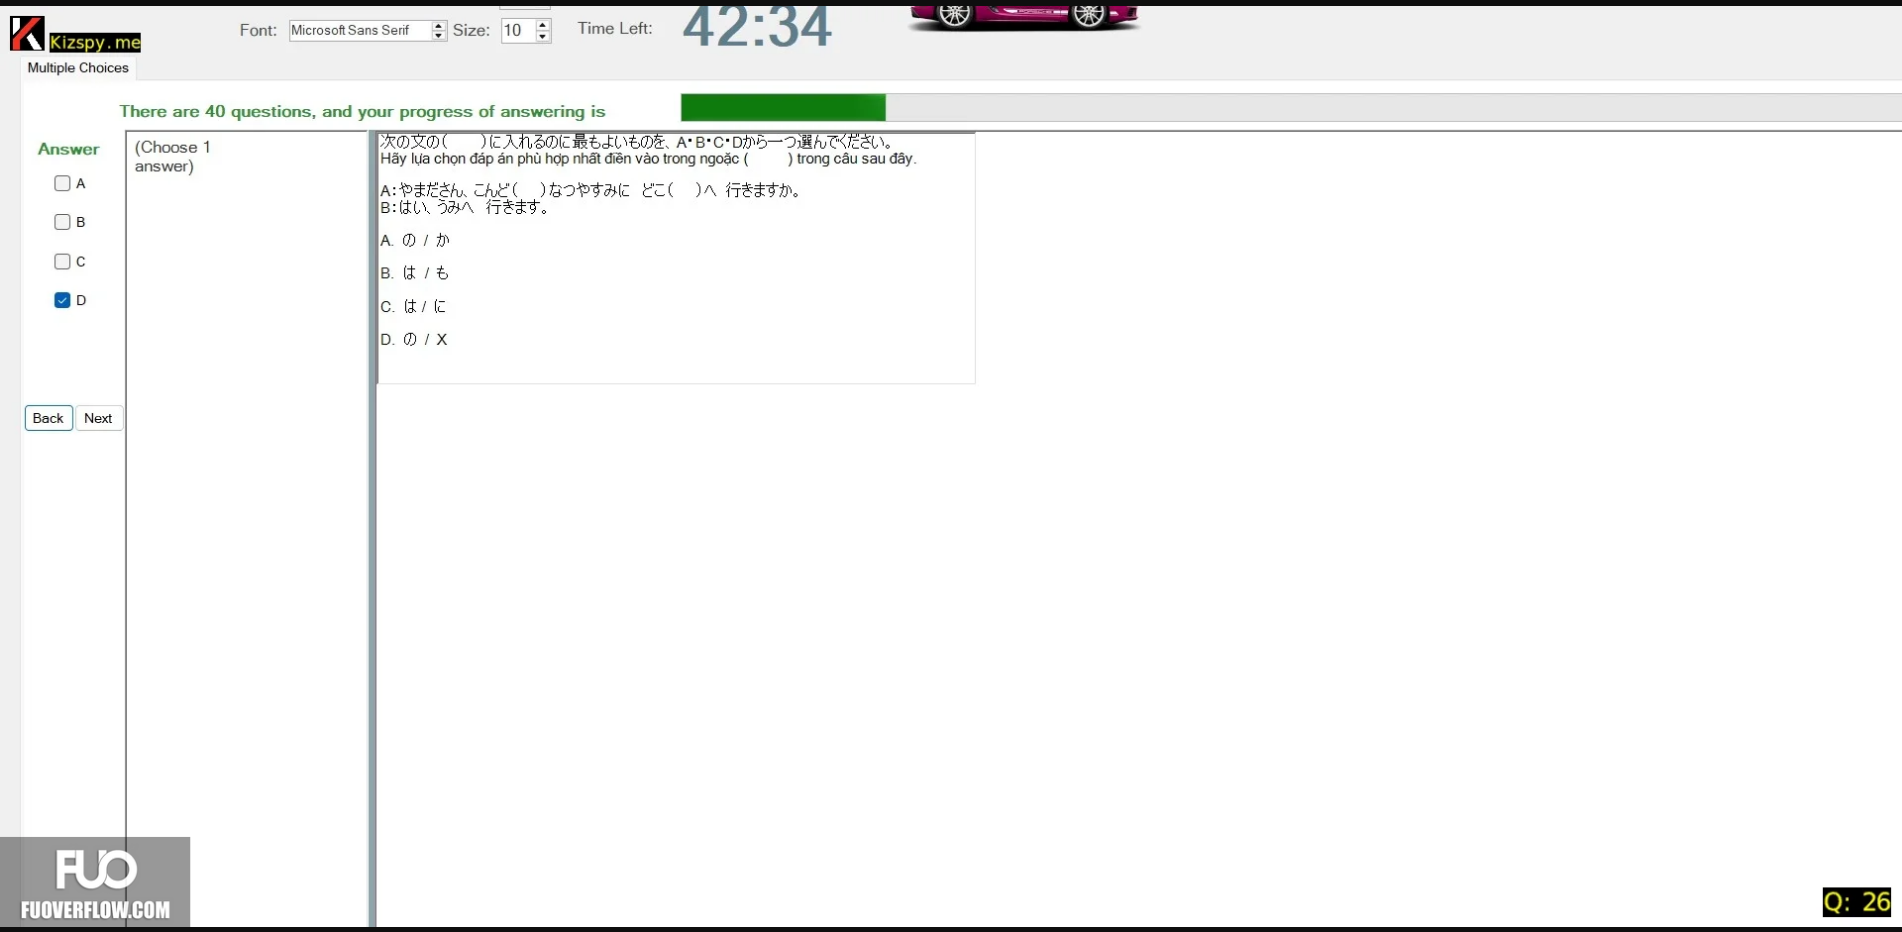 Kizspy.me
Font: Microsoft Sans Serif Size: 10 Time Left: 42:34
Multiple Choices
There are 40 questions, and your progress of answering is
Answer
A
B
C
D
Back Next
(Choose 1
answer)
次の文の( )に入れるのに最もよいものを、A・B・C・Dから一つ選んでください。
Hãy lựa chọn đáp án phù hợp nhất điền vào trong ngoặc ( ) trong câu sau đây.
A:やまださん、こんど( )なつやすみに どこ( )へ 行きますか。
B:はい、うみへ 行きます。
A. の / か
B. は / も
C. は / に
D. の / X
FUO
FUOVERFLOW.COM
Q: 26